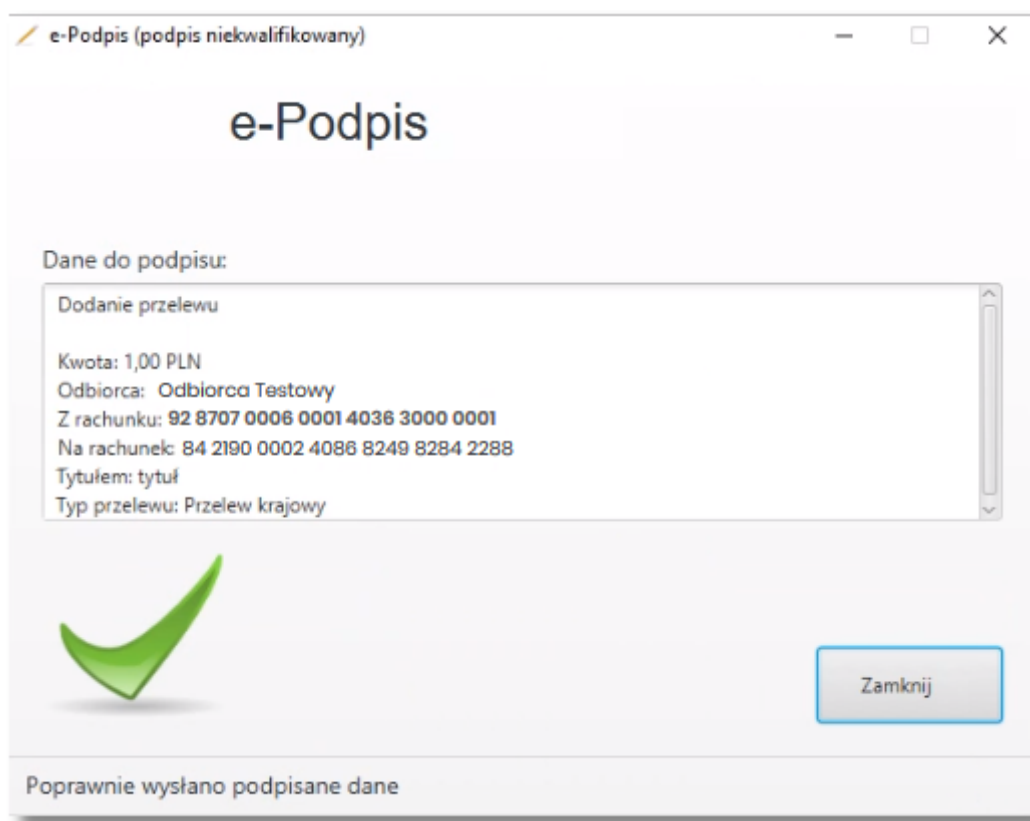 e-Podpis (podpis niekwalifikowany)
e-Podpis
Dane do podpisu:
Dodanie przelewu
Kwota: 1,00 PLN
Odbiorca: Odbiorca Testowy
Z rachunku: 92 8707 0006 0001 4036 3000 0001
Na rachunek: 84 2190 0002 4086 8249 8284 2288
Tytułem: tytuł
Typ przelewu: Przelew krajowy
Zamknij
Poprawnie wysłano podpisane dane